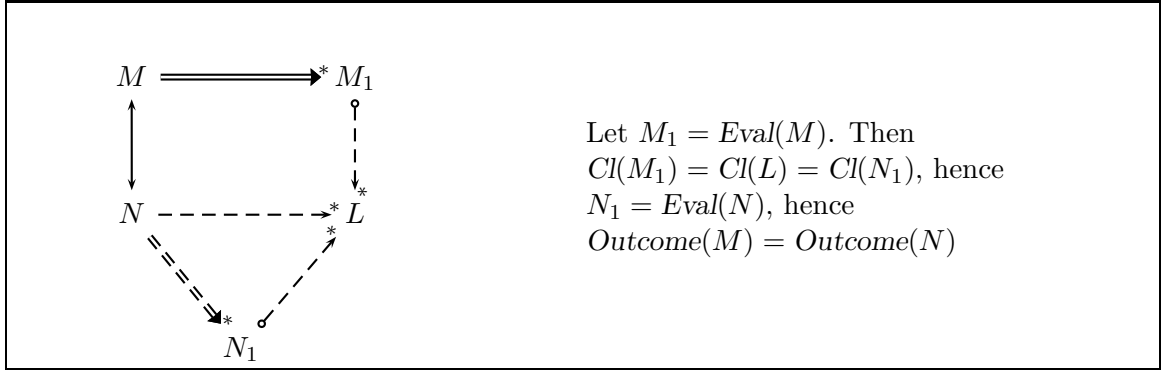 M * M₁
Let M₁ = Eval(M). Then
Cl(M₁) = Cl(L) = Cl(N₁), hence
N₁ = Eval(N), hence
Outcome(M) = Outcome(N)
*
N * L
*
*
N₁